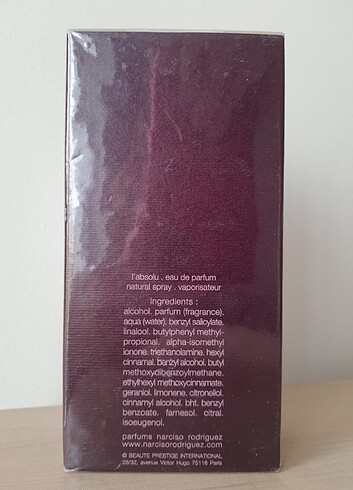 l'absolu . eau de parfum
natural spray . vaporisateur
Ingredients :
alcohol. parfum (fragrance).
aqua (water). benzyl salicylate.
linalool. butylphenyl methyl-
propional. alpha-isomethyl
ionone. triethanolamine. hexyl
cinnamal. benzyl alcohol. butyl
methoxydibenzoylmethane.
ethylhexyl methoxycinnamate.
geraniol. limonene. citronellol.
cinnamyl alcohol. bht. benzyl
benzoate. farnesol. citral.
isoeugenol.
parfums narciso rodriguez
www.narcisorodriguez.com
© BEAUTE PRESTIGE INTERNATIONAL
28/32, avenue Victor Hugo 75116 Paris